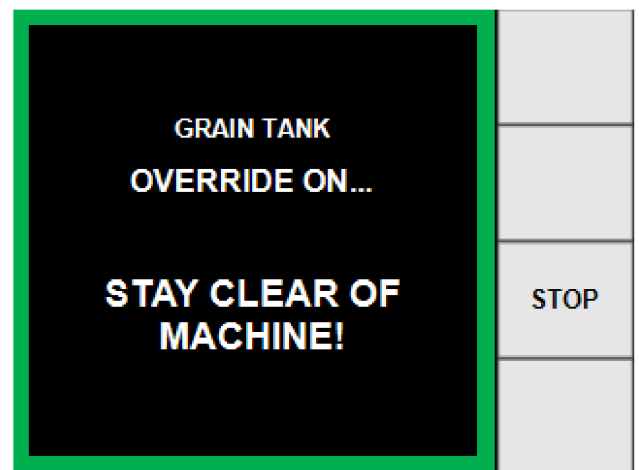 GRAIN TANK
OVERRIDE ON...
STAY CLEAR OF
MACHINE!
STOP